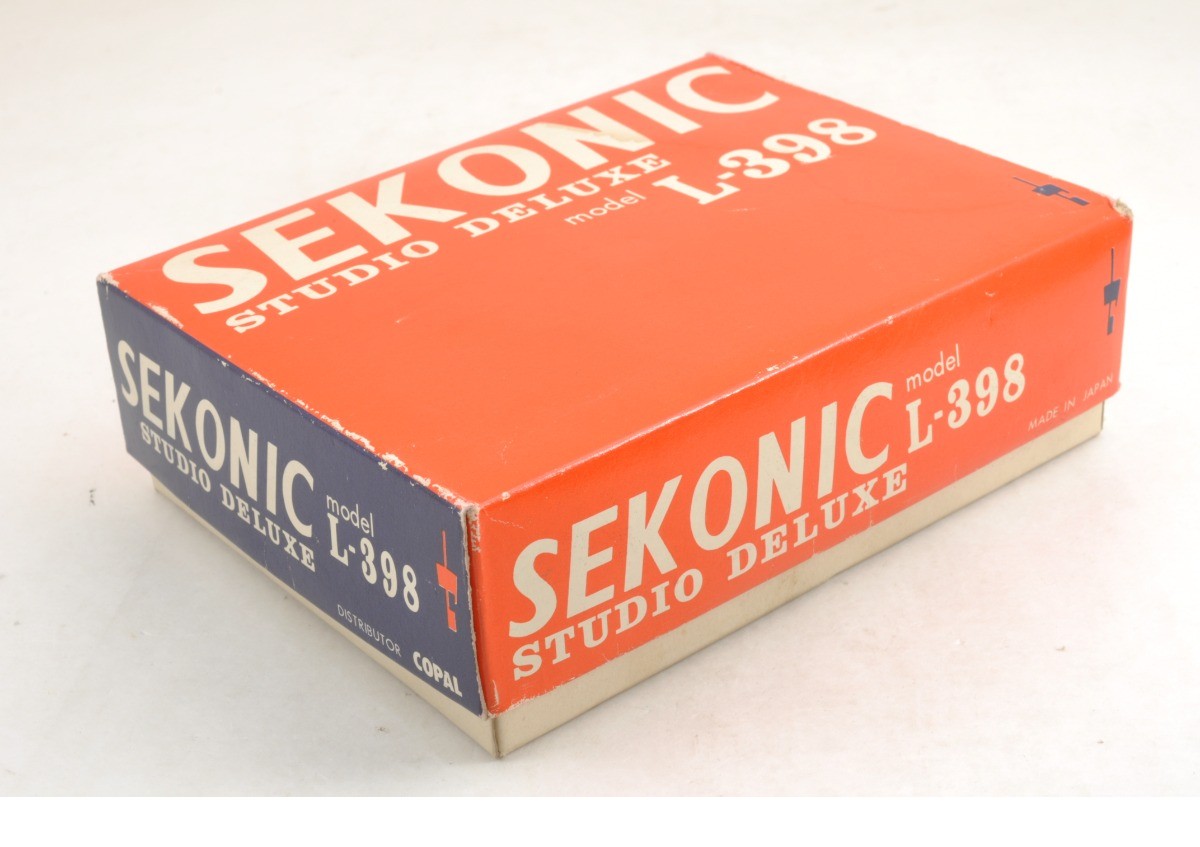 SEKONIC
STUDIO DELUXE
model L-398
SEKONIC
STUDIO DELUXE
model
L-398
DISTRIBUTOR COPAL
SEKONIC
STUDIO DELUXE
model
L-398
MADE IN JAPAN